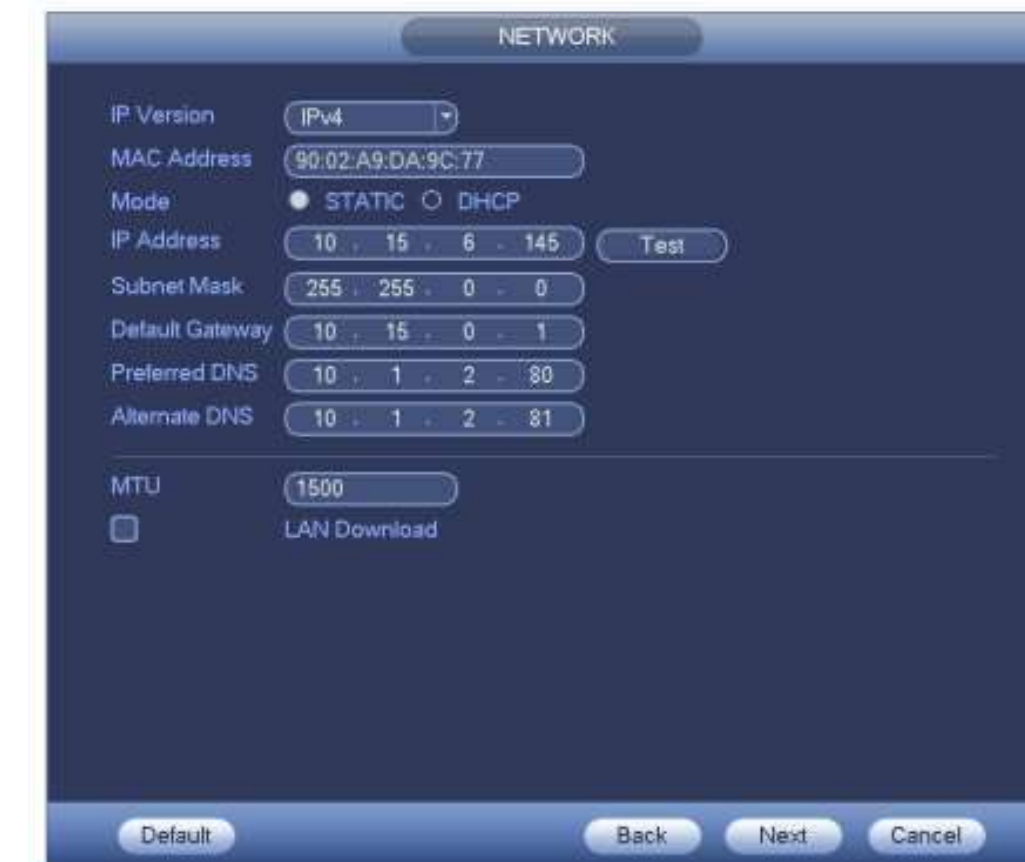 NETWORK
IP Version IPv4
MAC Address 90:02:A9:DA:9C:77
Mode STATIC DHCP
IP Address 10 . 15 . 6 . 145 Test
Subnet Mask 255 . 255 . 0 . 0
Default Gateway 10 . 15 . 0 . 1
Preferred DNS 10 . 1 . 2 . 80
Alternate DNS 10 . 1 . 2 . 81
MTU 1500
LAN Download
Default Back Next Cancel